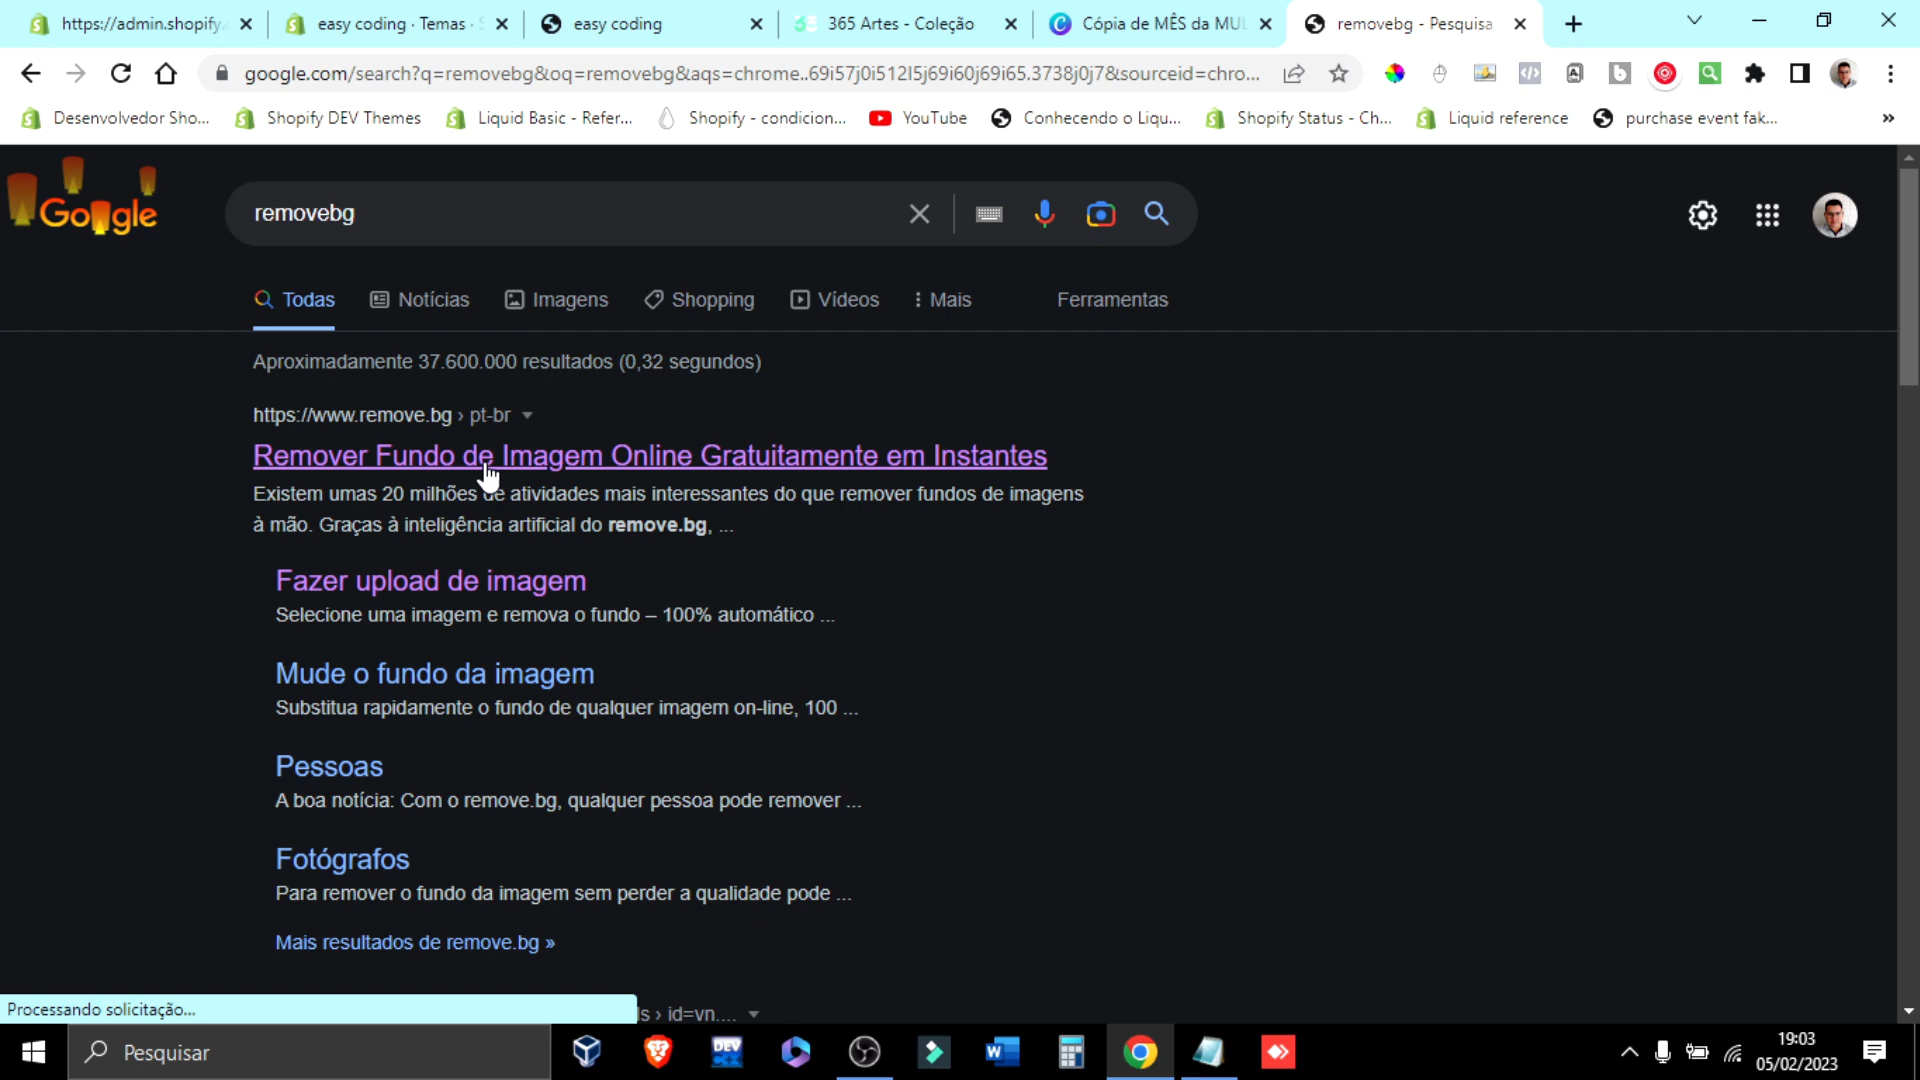 https://admin.shopify.
easy coding · Temas · S
easy coding
365 Artes - Coleção
Cópia de MÊS da MUL
removebg - Pesquisa
google.com/search?q=removebg&oq=removebg&aqs=chrome..69i57j0i512l5j69i60j69i65.3738j0j7&sourceid=chro...
Desenvolvedor Sho...
Shopify DEV Themes
Liquid Basic - Refer...
Shopify - condicion...
YouTube
Conhecendo o Liqu...
Shopify Status - Ch...
Liquid reference
purchase event fak...
»
Google
removebg
Todas
Notícias
Imagens
Shopping
Vídeos
Mais
Ferramentas
Aproximadamente 37.600.000 resultados (0,32 segundos)
https://www.remove.bg › pt-br
Remover Fundo de Imagem Online Gratuitamente em Instantes
Existem umas 20 milhões de atividades mais interessantes do que remover fundos de imagens
à mão. Graças à inteligência artificial do remove.bg, ...
Fazer upload de imagem
Selecione uma imagem e remova o fundo – 100% automático ...
Mude o fundo da imagem
Substitua rapidamente o fundo de qualquer imagem on-line, 100 ...
Pessoas
A boa notícia: Com o remove.bg, qualquer pessoa pode remover ...
Fotógrafos
Para remover o fundo da imagem sem perder a qualidade pode ...
Mais resultados de remove.bg »
Processando solicitação...
ls › id=vn....
Pesquisar
DEV
C++
W
19:03
05/02/2023